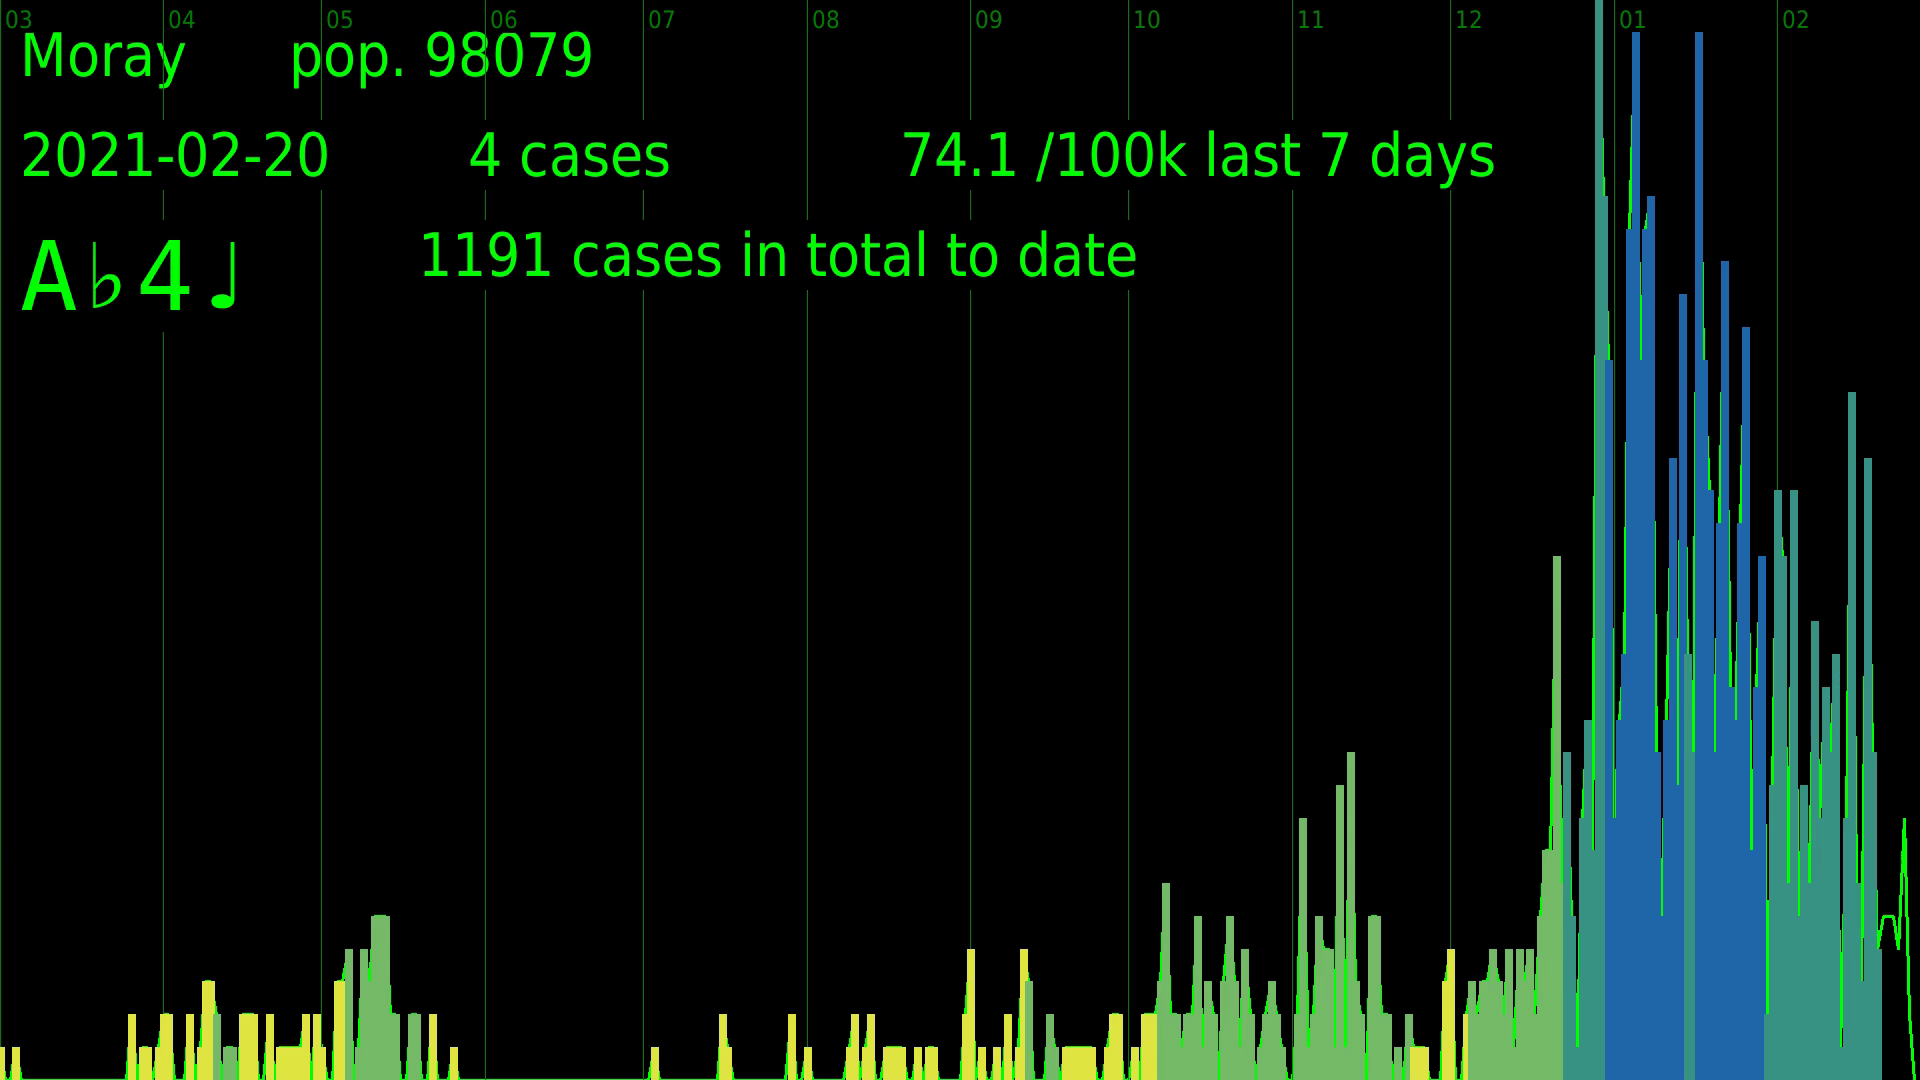 03 04 05 06 07 08 09 10 11 12 01 02
Moray pop. 98079
2021-02-20 4 cases 74.1 /100k last 7 days
A♭4♩ 1191 cases in total to date